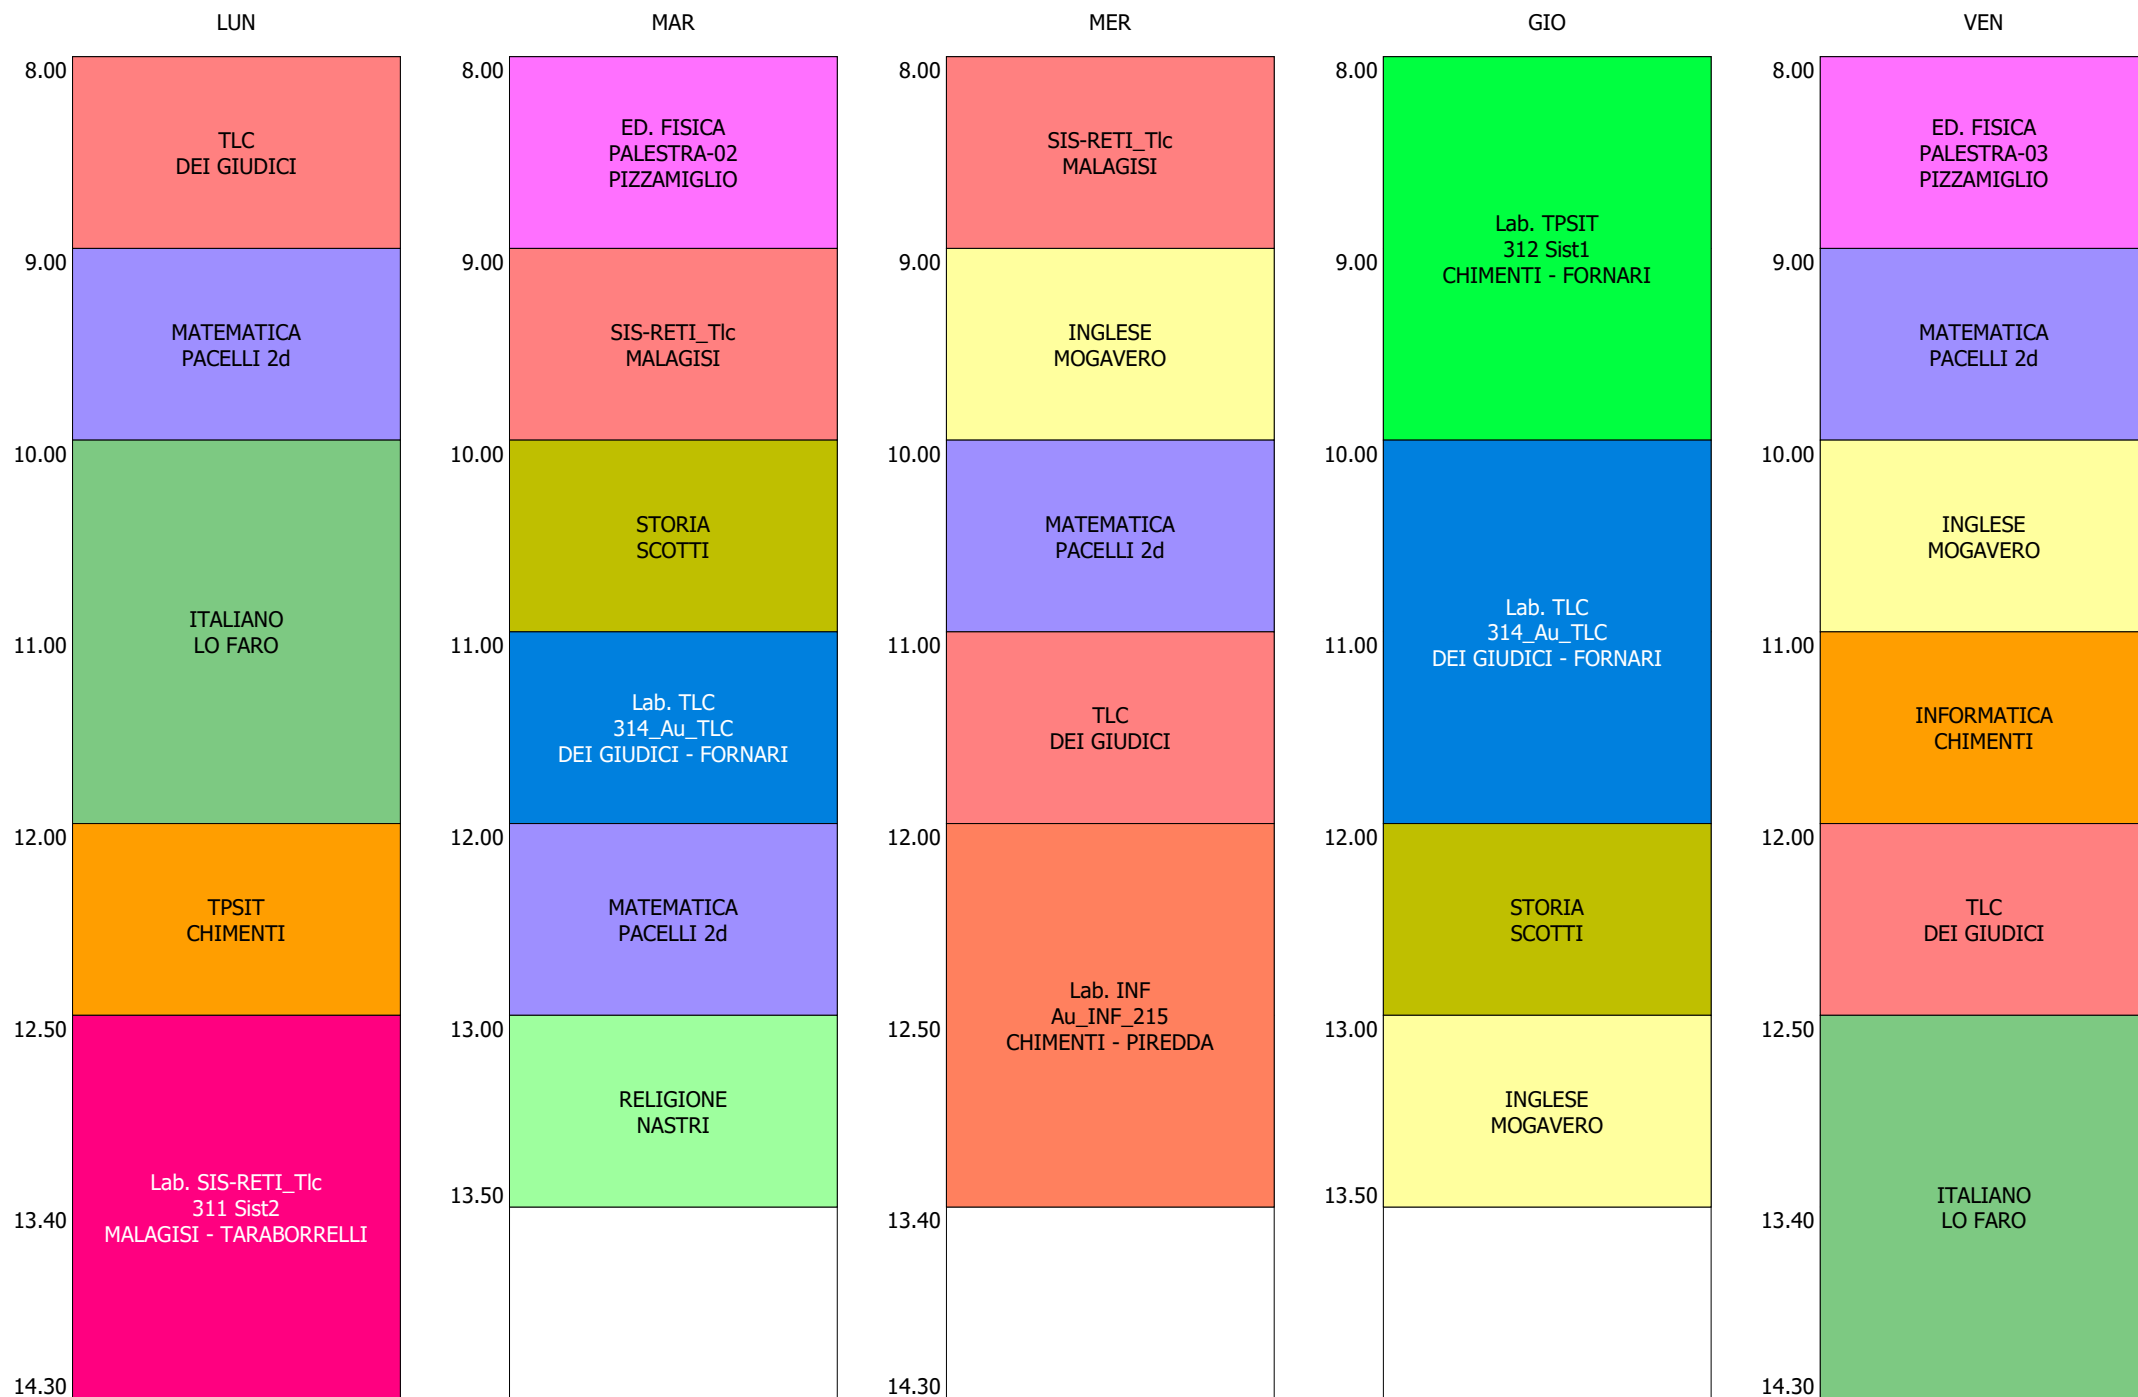 LUN
8.00
TLC
DEI GIUDICI
9.00
MATEMATICA
PACELLI 2d
10.00
ITALIANO
LO FARO
11.00
12.00
TPSIT
CHIMENTI
12.50
Lab. SIS-RETI_Tlc
311 Sist2
MALAGISI - TARABORRELLI
13.40
14.30
MAR
8.00
ED. FISICA
PALESTRA-02
PIZZAMIGLIO
9.00
SIS-RETI_Tlc
MALAGISI
10.00
STORIA
SCOTTI
11.00
Lab. TLC
314_Au_TLC
DEI GIUDICI - FORNARI
12.00
MATEMATICA
PACELLI 2d
13.00
RELIGIONE
NASTRI
13.50
MER
8.00
SIS-RETI_Tlc
MALAGISI
9.00
INGLESE
MOGAVERO
10.00
MATEMATICA
PACELLI 2d
11.00
TLC
DEI GIUDICI
12.00
Lab. INF
Au_INF_215
12.50
CHIMENTI - PIREDDA
13.40
14.30
GIO
8.00
Lab. TPSIT
312 Sist1
9.00
CHIMENTI - FORNARI
10.00
Lab. TLC
314_Au_TLC
11.00
DEI GIUDICI - FORNARI
12.00
STORIA
SCOTTI
13.00
INGLESE
MOGAVERO
13.50
VEN
8.00
ED. FISICA
PALESTRA-03
PIZZAMIGLIO
9.00
MATEMATICA
PACELLI 2d
10.00
INGLESE
MOGAVERO
11.00
INFORMATICA
CHIMENTI
12.00
TLC
DEI GIUDICI
12.50
ITALIANO
13.40
LO FARO
14.30